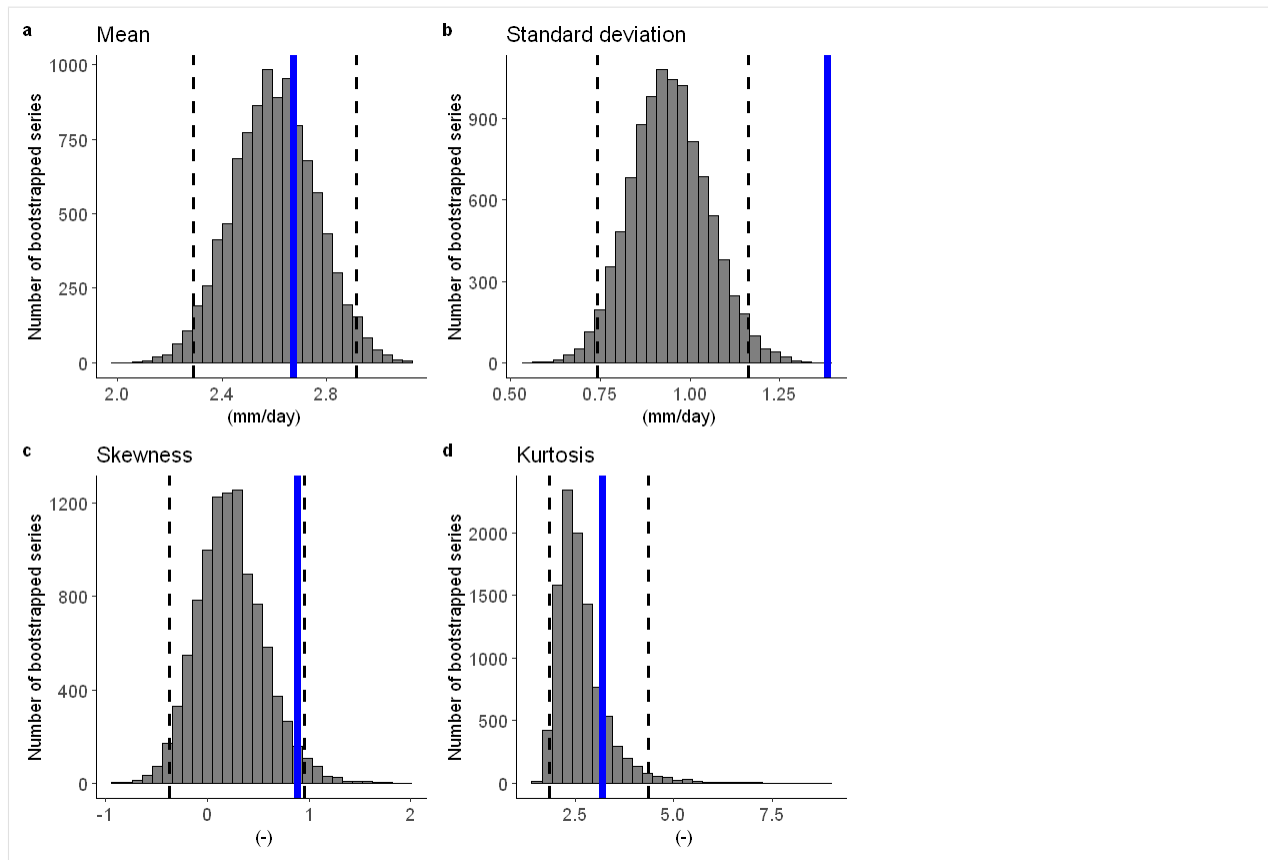 a Mean
Number of bootstrapped series
1000
750
500
250
0
2.0 2.4 2.8
(mm/day)
b Standard deviation
Number of bootstrapped series
900
600
300
0
0.50 0.75 1.00 1.25
(mm/day)
c Skewness
Number of bootstrapped series
1200
800
400
0
-1 0 1 2
(-)
d Kurtosis
Number of bootstrapped series
2000
1500
1000
500
0
2.5 5.0 7.5
(-)